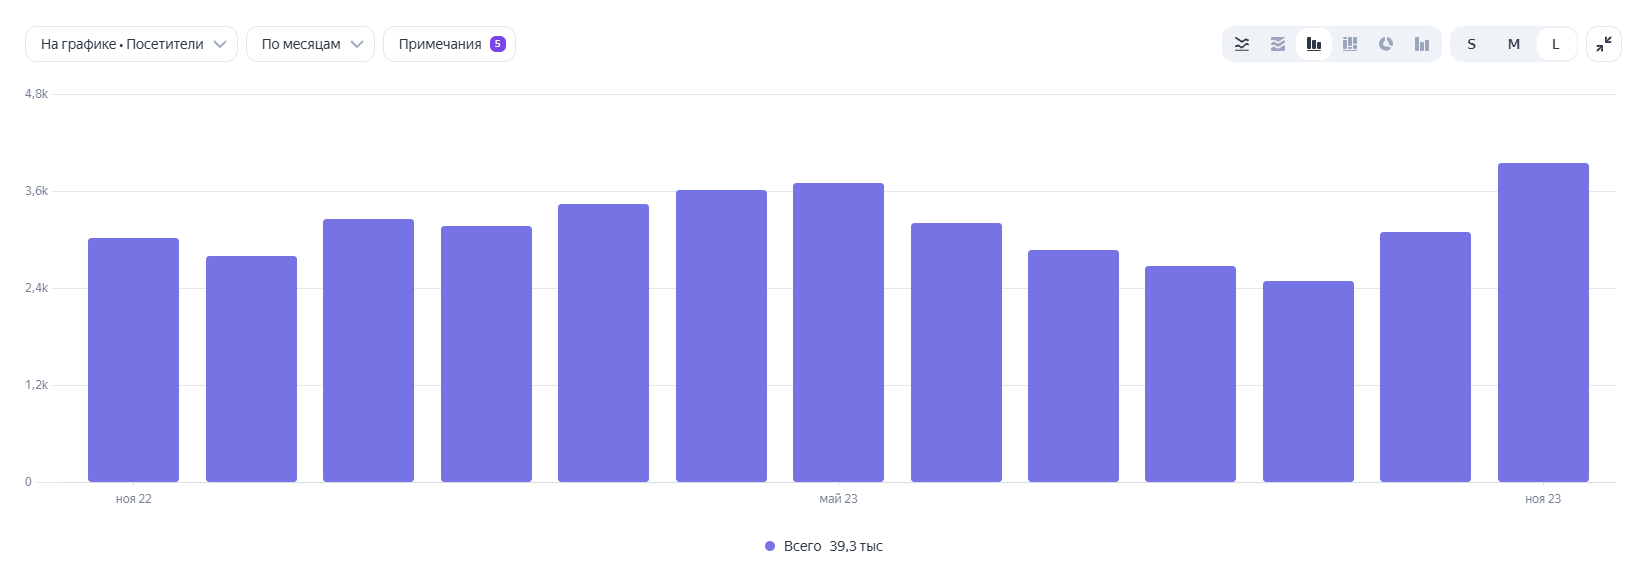 На графике • Посетители
По месяцам
Примечания 5
S M L
4,8k
3,6k
2,4k
1,2k
0
ноя 22 май 23 ноя 23
Всего 39,3 тыс